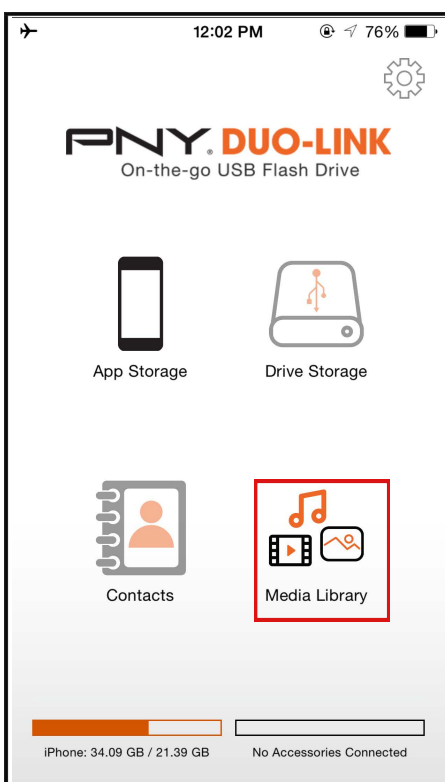 12:02 PM 76%
PNY. DUO-LINK
On-the-go USB Flash Drive
App Storage Drive Storage
Contacts Media Library
iPhone: 34.09 GB / 21.39 GB No Accessories Connected